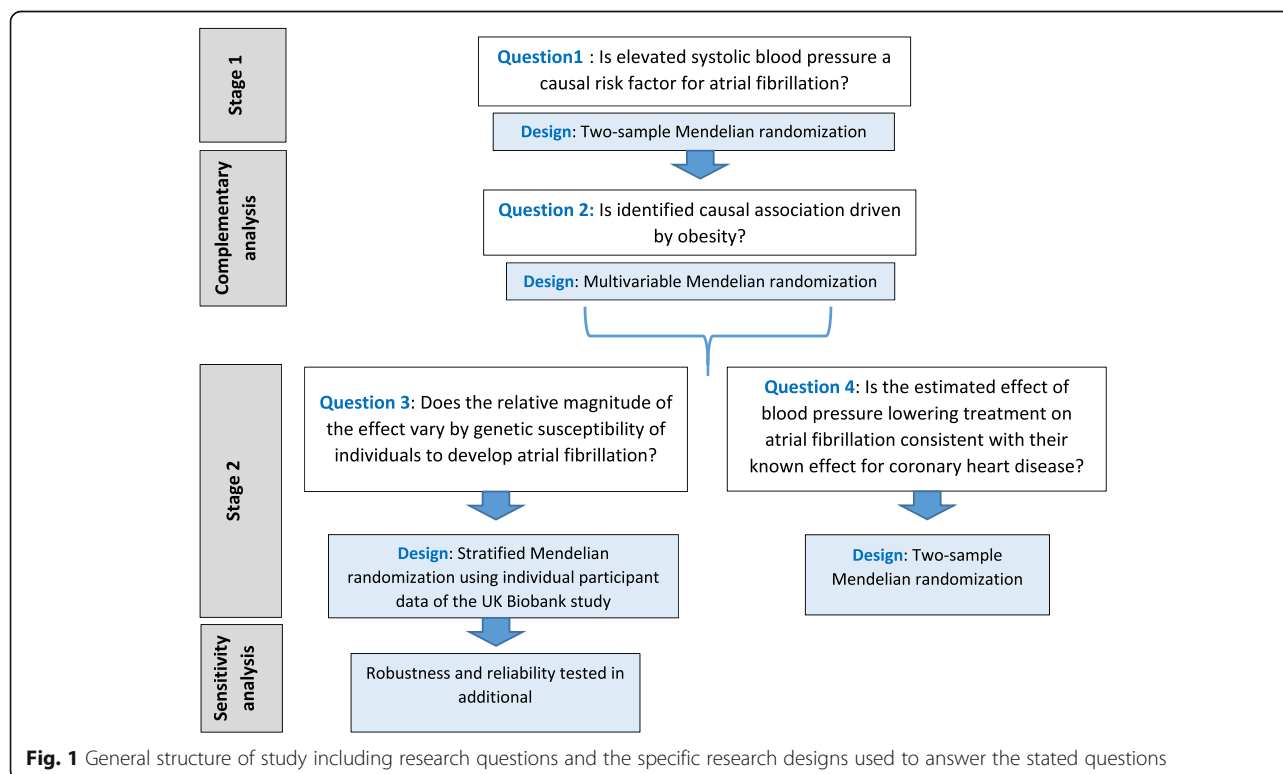 Stage 1
Question1 : Is elevated systolic blood pressure a
causal risk factor for atrial fibrillation?
Design: Two-sample Mendelian randomization
Complementary
analysis
Question 2: Is identified causal association driven
by obesity?
Design: Multivariable Mendelian randomization
Stage 2
Question 3: Does the relative magnitude of
the effect vary by genetic susceptibility of
individuals to develop atrial fibrillation?
Question 4: Is the estimated effect of
blood pressure lowering treatment on
atrial fibrillation consistent with their
known effect for coronary heart disease?
Design: Stratified Mendelian
randomization using individual participant
data of the UK Biobank study
Design: Two-sample
Mendelian randomization
Sensitivity
analysis
Robustness and reliability tested in
additional
Fig. 1 General structure of study including research questions and the specific research designs used to answer the stated questions